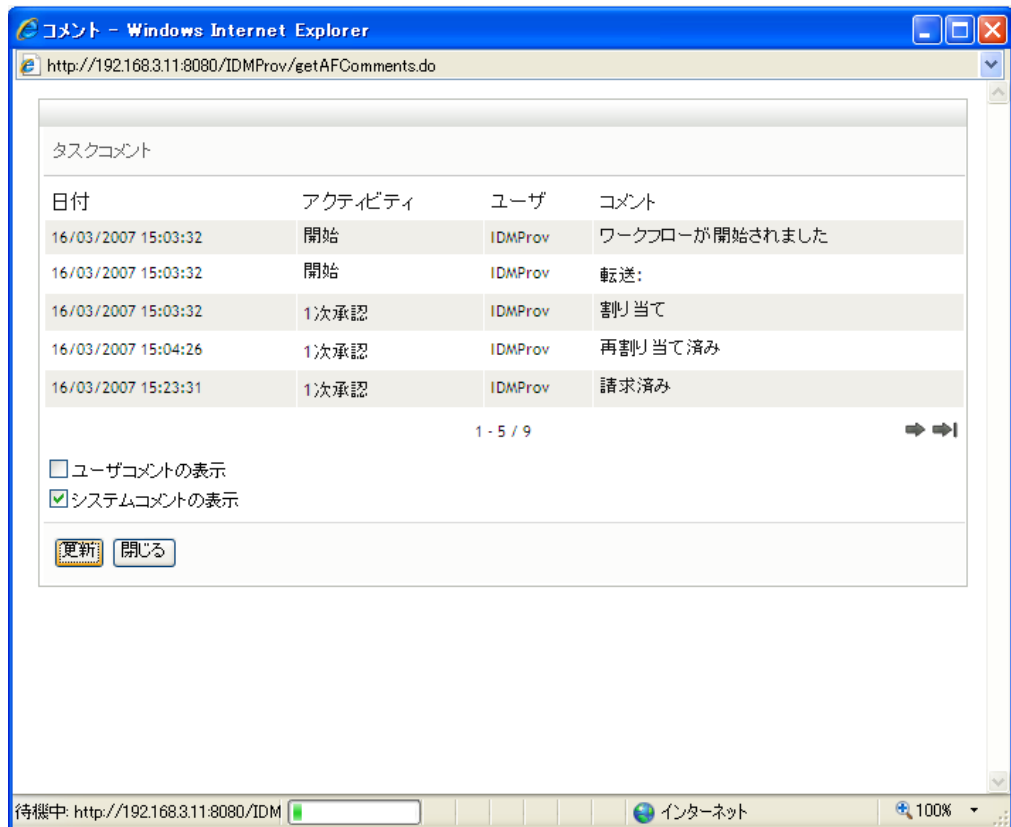 コメント - Windows Internet Explorer
http://192.168.3.11:8080/IDMProv/getAFComments.do
タスクコメント
日付 アクティビティ ユーザ コメント
16/03/2007 15:03:32 開始 IDMProv ワークフローが開始されました
16/03/2007 15:03:32 開始 IDMProv 転送:
16/03/2007 15:03:32 1次承認 IDMProv 割り当て
16/03/2007 15:04:26 1次承認 IDMProv 再割り当て済み
16/03/2007 15:23:31 1次承認 IDMProv 請求済み
1 - 5 / 9
ユーザコメントの表示
システムコメントの表示
更新 閉じる
待機中: http://192.168.3.11:8080/IDM インターネット 100%